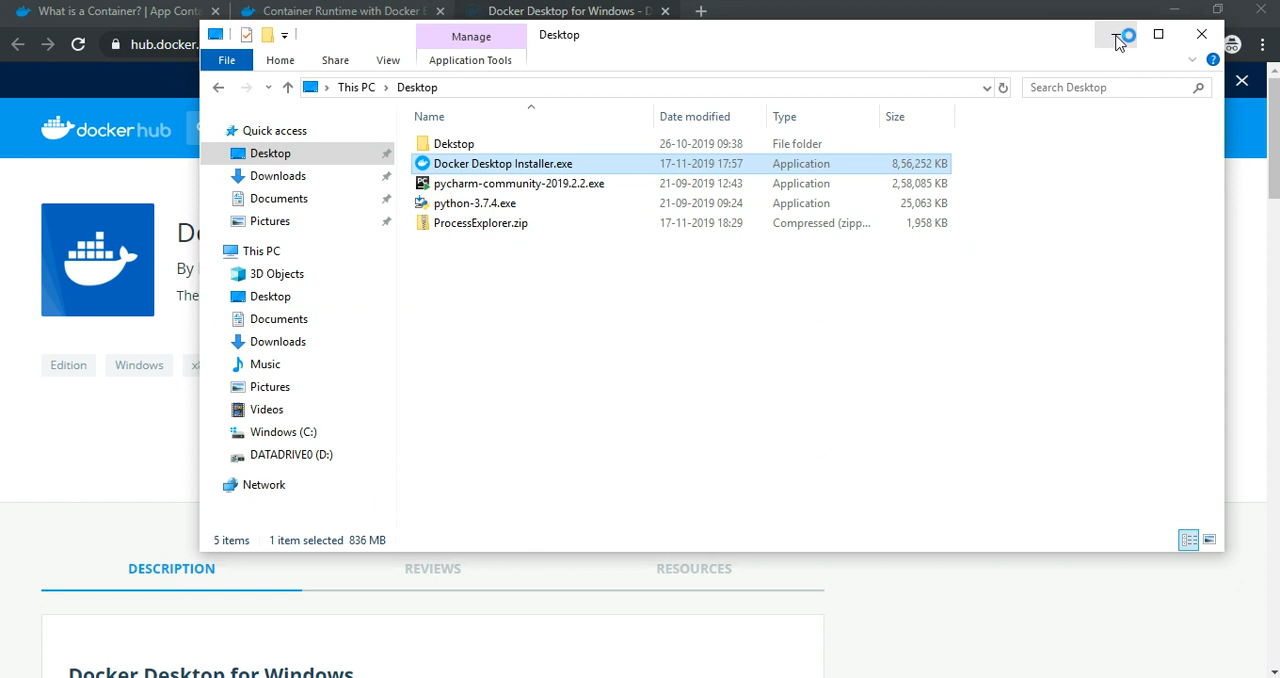 What is a Container? | App Cont
Container Runtime with Docker E
Docker Desktop for Windows - D
hub.docker.
Manage
Desktop
File
Home
Share
View
Application Tools
This PC
Desktop
Search Desktop
docker hub
Name
Date modified
Type
Size
Quick access
Desktop
Downloads
Documents
Pictures
This PC
3D Objects
Desktop
Documents
Downloads
Music
Pictures
Videos
Windows (C:)
DATADRIVE0 (D:)
Network
Dekstop 26-10-2019 09:38 File folder
Docker Desktop Installer.exe 17-11-2019 17:57 Application 8,56,252 KB
pycharm-community-2019.2.2.exe 21-09-2019 12:43 Application 2,58,085 KB
python-3.7.4.exe 21-09-2019 09:24 Application 25,063 KB
ProcessExplorer.zip 17-11-2019 18:29 Compressed (zipp... 1,958 KB
By
The
Edition
Windows
5 items 1 item selected 836 MB
DESCRIPTION
REVIEWS
RESOURCES
Docker Desktop for Windows